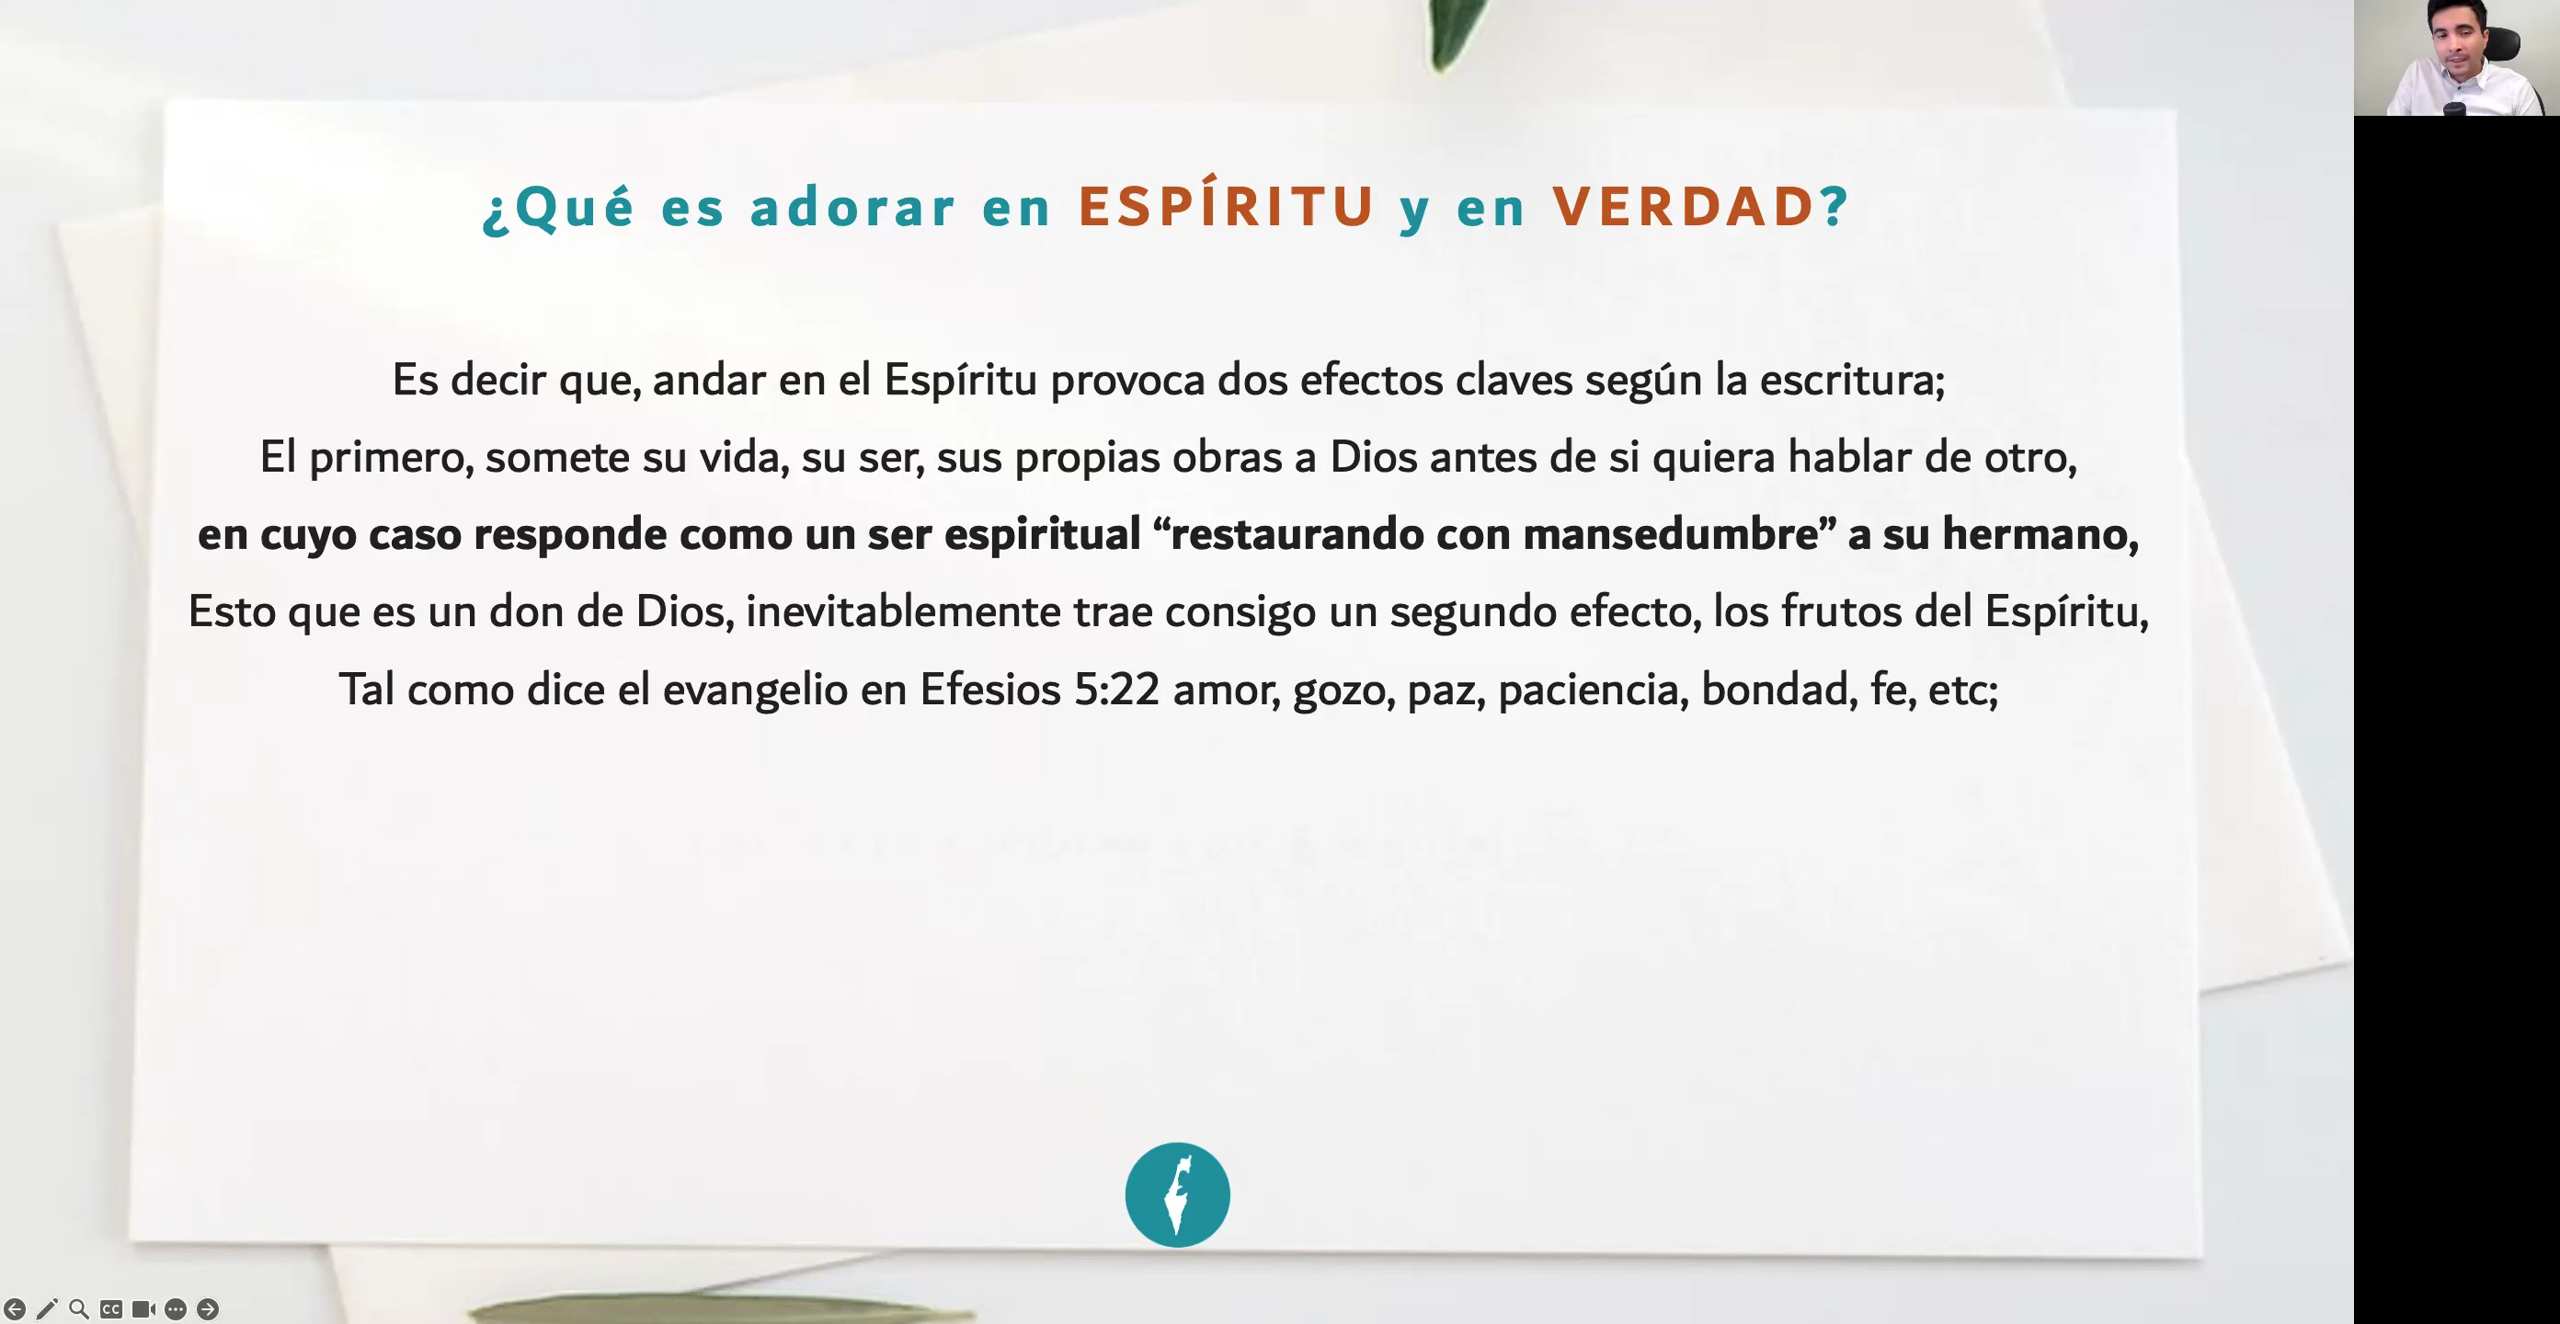 ¿Qué es adorar en ESPÍRITU y en VERDAD?
Es decir que, andar en el Espíritu provoca dos efectos claves según la escritura;
El primero, somete su vida, su ser, sus propias obras a Dios antes de si quiera hablar de otro,
en cuyo caso responde como un ser espiritual “restaurando con mansedumbre” a su hermano,
Esto que es un don de Dios, inevitablemente trae consigo un segundo efecto, los frutos del Espíritu,
Tal como dice el evangelio en Efesios 5:22 amor, gozo, paz, paciencia, bondad, fe, etc;
CC